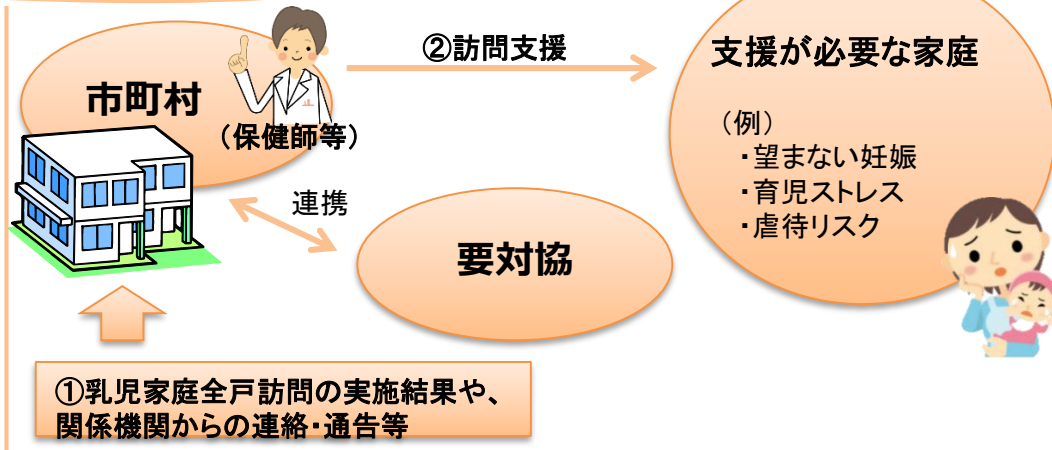 ②訪問支援
支援が必要な家庭
市町村
（保健師等）
（例）
・望まない妊娠
・育児ストレス
・虐待リスク
連携
要対協
①乳児家庭全戸訪問の実施結果や、
関係機関からの連絡・通告等